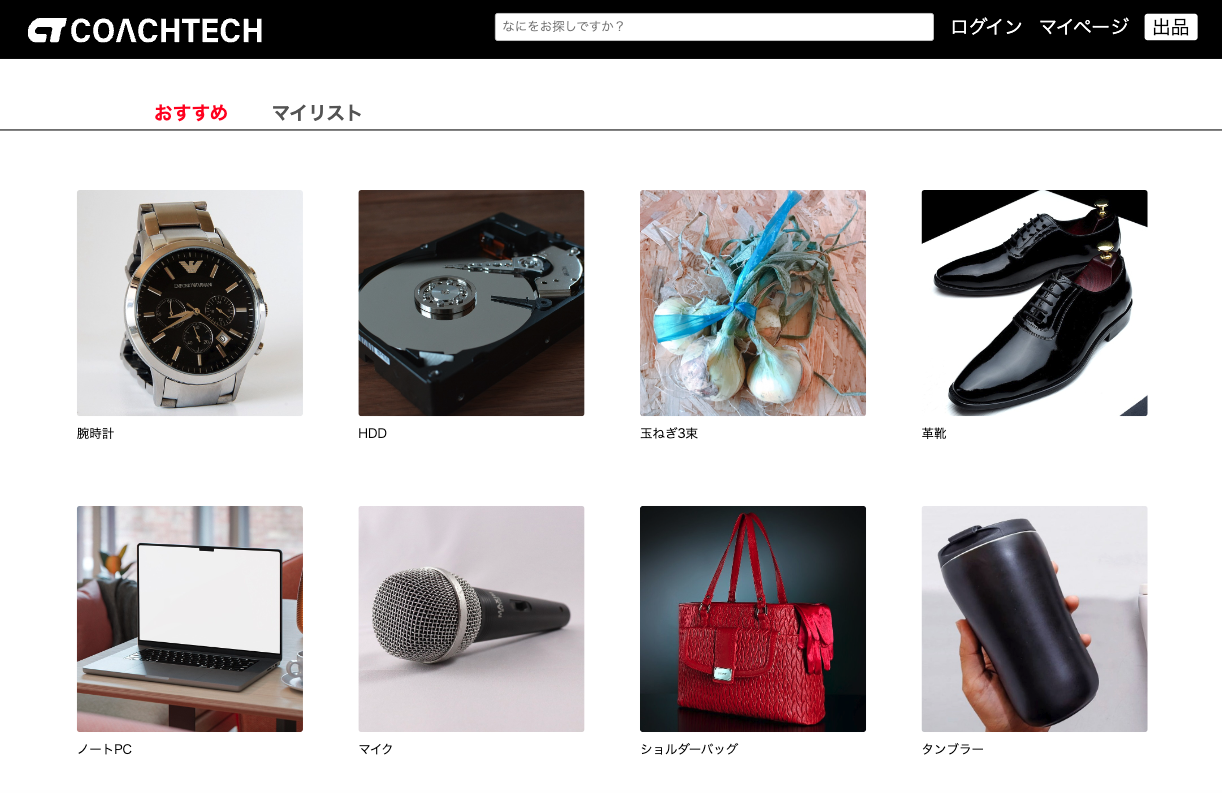 COACHTECH
なにをお探しですか？
ログイン マイページ 出品
おすすめ マイリスト
EMPORIO ARMANI
腕時計
HDD
玉ねぎ3束
革靴
ノートPC
マイク
ショルダーバッグ
タンブラー